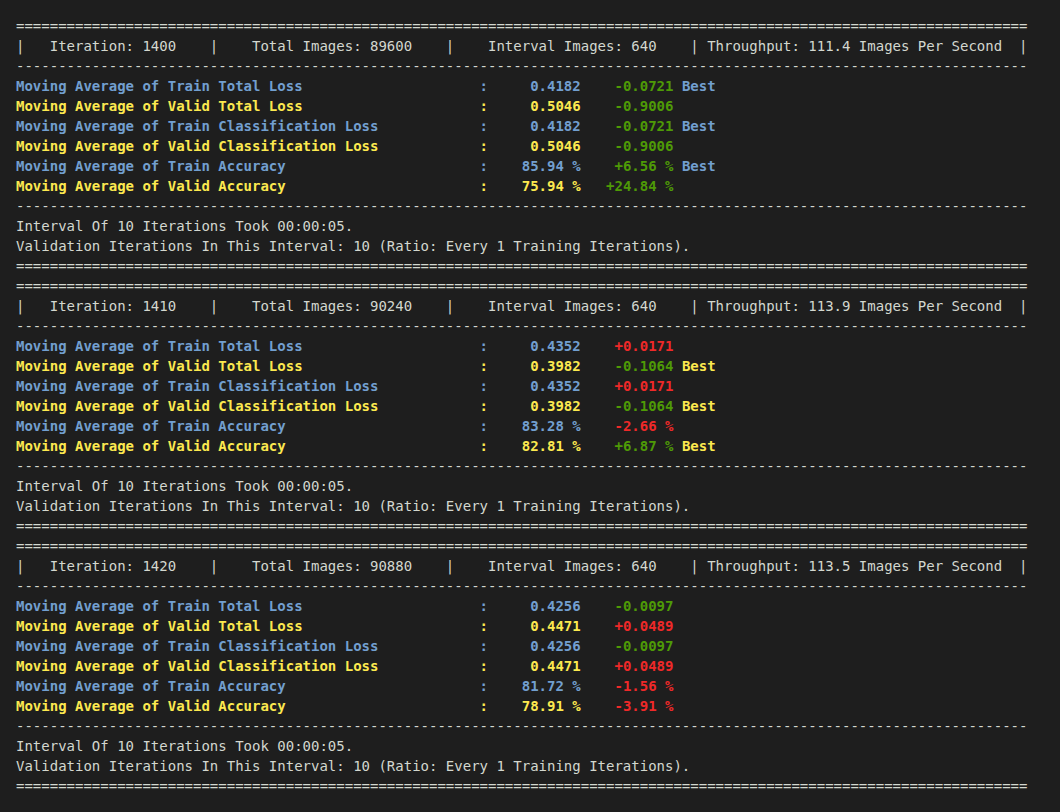 ========================================================================================================================
|   Iteration: 1400    |    Total Images: 89600    |    Interval Images: 640    | Throughput: 111.4 Images Per Second  |
------------------------------------------------------------------------------------------------------------------------
Moving Average of Train Total Loss                     :     0.4182    -0.0721 Best
Moving Average of Valid Total Loss                     :     0.5046    -0.9006
Moving Average of Train Classification Loss            :     0.4182    -0.0721 Best
Moving Average of Valid Classification Loss            :     0.5046    -0.9006
Moving Average of Train Accuracy                       :    85.94 %    +6.56 % Best
Moving Average of Valid Accuracy                       :    75.94 %   +24.84 %
------------------------------------------------------------------------------------------------------------------------
Interval Of 10 Iterations Took 00:00:05.
Validation Iterations In This Interval: 10 (Ratio: Every 1 Training Iterations).
========================================================================================================================
========================================================================================================================
|   Iteration: 1410    |    Total Images: 90240    |    Interval Images: 640    | Throughput: 113.9 Images Per Second  |
------------------------------------------------------------------------------------------------------------------------
Moving Average of Train Total Loss                     :     0.4352    +0.0171
Moving Average of Valid Total Loss                     :     0.3982    -0.1064 Best
Moving Average of Train Classification Loss            :     0.4352    +0.0171
Moving Average of Valid Classification Loss            :     0.3982    -0.1064 Best
Moving Average of Train Accuracy                       :    83.28 %    -2.66 %
Moving Average of Valid Accuracy                       :    82.81 %    +6.87 % Best
------------------------------------------------------------------------------------------------------------------------
Interval Of 10 Iterations Took 00:00:05.
Validation Iterations In This Interval: 10 (Ratio: Every 1 Training Iterations).
========================================================================================================================
========================================================================================================================
|   Iteration: 1420    |    Total Images: 90880    |    Interval Images: 640    | Throughput: 113.5 Images Per Second  |
------------------------------------------------------------------------------------------------------------------------
Moving Average of Train Total Loss                     :     0.4256    -0.0097
Moving Average of Valid Total Loss                     :     0.4471    +0.0489
Moving Average of Train Classification Loss            :     0.4256    -0.0097
Moving Average of Valid Classification Loss            :     0.4471    +0.0489
Moving Average of Train Accuracy                       :    81.72 %    -1.56 %
Moving Average of Valid Accuracy                       :    78.91 %    -3.91 %
------------------------------------------------------------------------------------------------------------------------
Interval Of 10 Iterations Took 00:00:05.
Validation Iterations In This Interval: 10 (Ratio: Every 1 Training Iterations).
========================================================================================================================